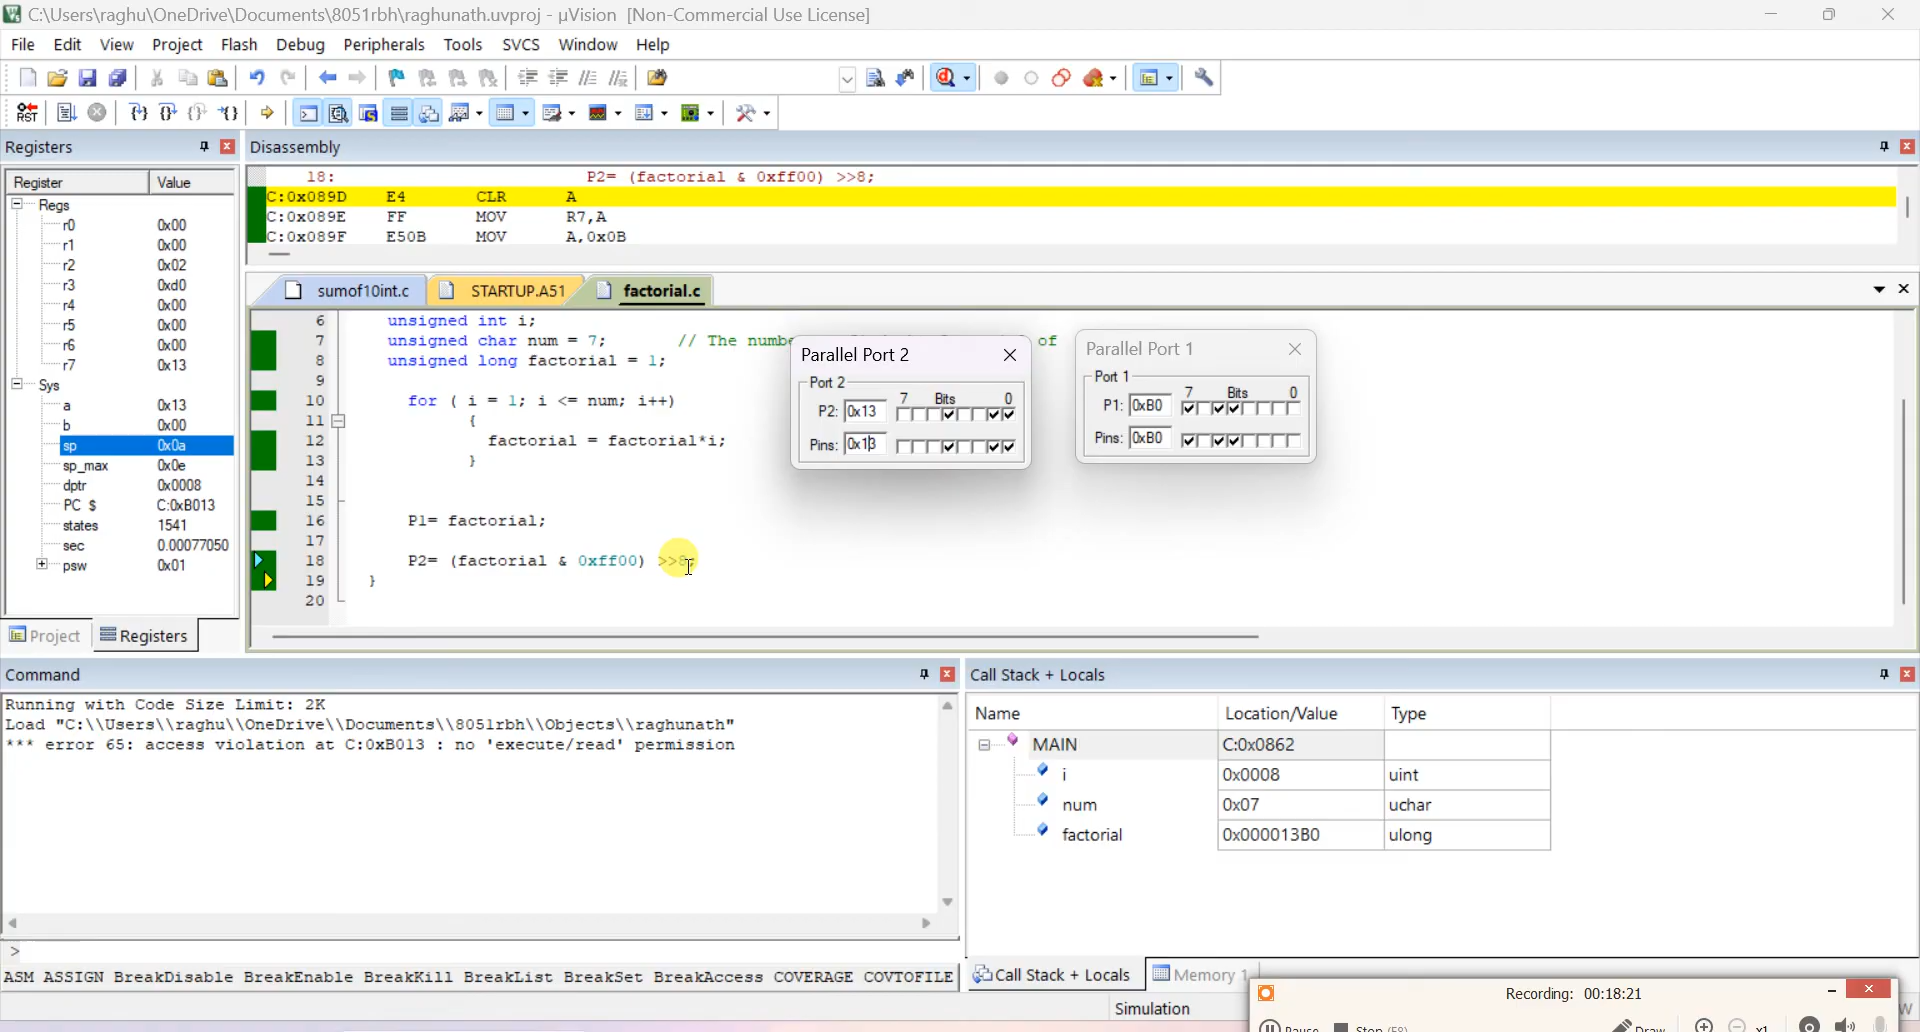 C:\Users\raghu\OneDrive\Documents\8051rbh\raghunath.uvproj - µVision [Non-Commercial Use License]
File Edit View Project Flash Debug Peripherals Tools SVCS Window Help
RST
Registers
Register Value
Regs
r0 0x00
r1 0x00
r2 0x02
r3 0xd0
r4 0x00
r5 0x00
r6 0x00
r7 0x13
Sys
a 0x13
b 0x00
sp 0x0a
sp_max 0x0e
dptr 0x0008
PC $ C:0xB013
states 1541
sec 0.00077050
psw 0x01
Project Registers
Disassembly
18: P2= (factorial & 0xff00) >>8;
C:0x089D E4 CLR A
C:0x089E FF MOV R7,A
C:0x089F E50B MOV A,0x0B
sumof10int.c STARTUP.A51 factorial.c
6 unsigned int i;
7 unsigned char num = 7; // The numbe of
8 unsigned long factorial = 1;
9
10 for ( i = 1; i <= num; i++)
11 {
12 factorial = factorial*i;
13 }
14
15
16 P1= factorial;
17
18 P2= (factorial & 0xff00) >>8;
19 }
20
Parallel Port 2
Port 2
7 Bits 0
P2: 0x13
Pins: 0x13
Parallel Port 1
Port 1
7 Bits 0
P1: 0xB0
Pins: 0xB0
Command
Running with Code Size Limit: 2K
Load "C:\\Users\\raghu\\OneDrive\\Documents\\8051rbh\\Objects\\raghunath"
*** error 65: access violation at C:0xB013 : no 'execute/read' permission
>
ASM ASSIGN BreakDisable BreakEnable BreakKill BreakList BreakSet BreakAccess COVERAGE COVTOFILE
Call Stack + Locals
Name Location/Value Type
MAIN C:0x0862
i 0x0008 uint
num 0x07 uchar
factorial 0x000013B0 ulong
Call Stack + Locals Memory 1
Simulation
Recording: 00:18:21
Pause Stop (F8) Draw x1
W